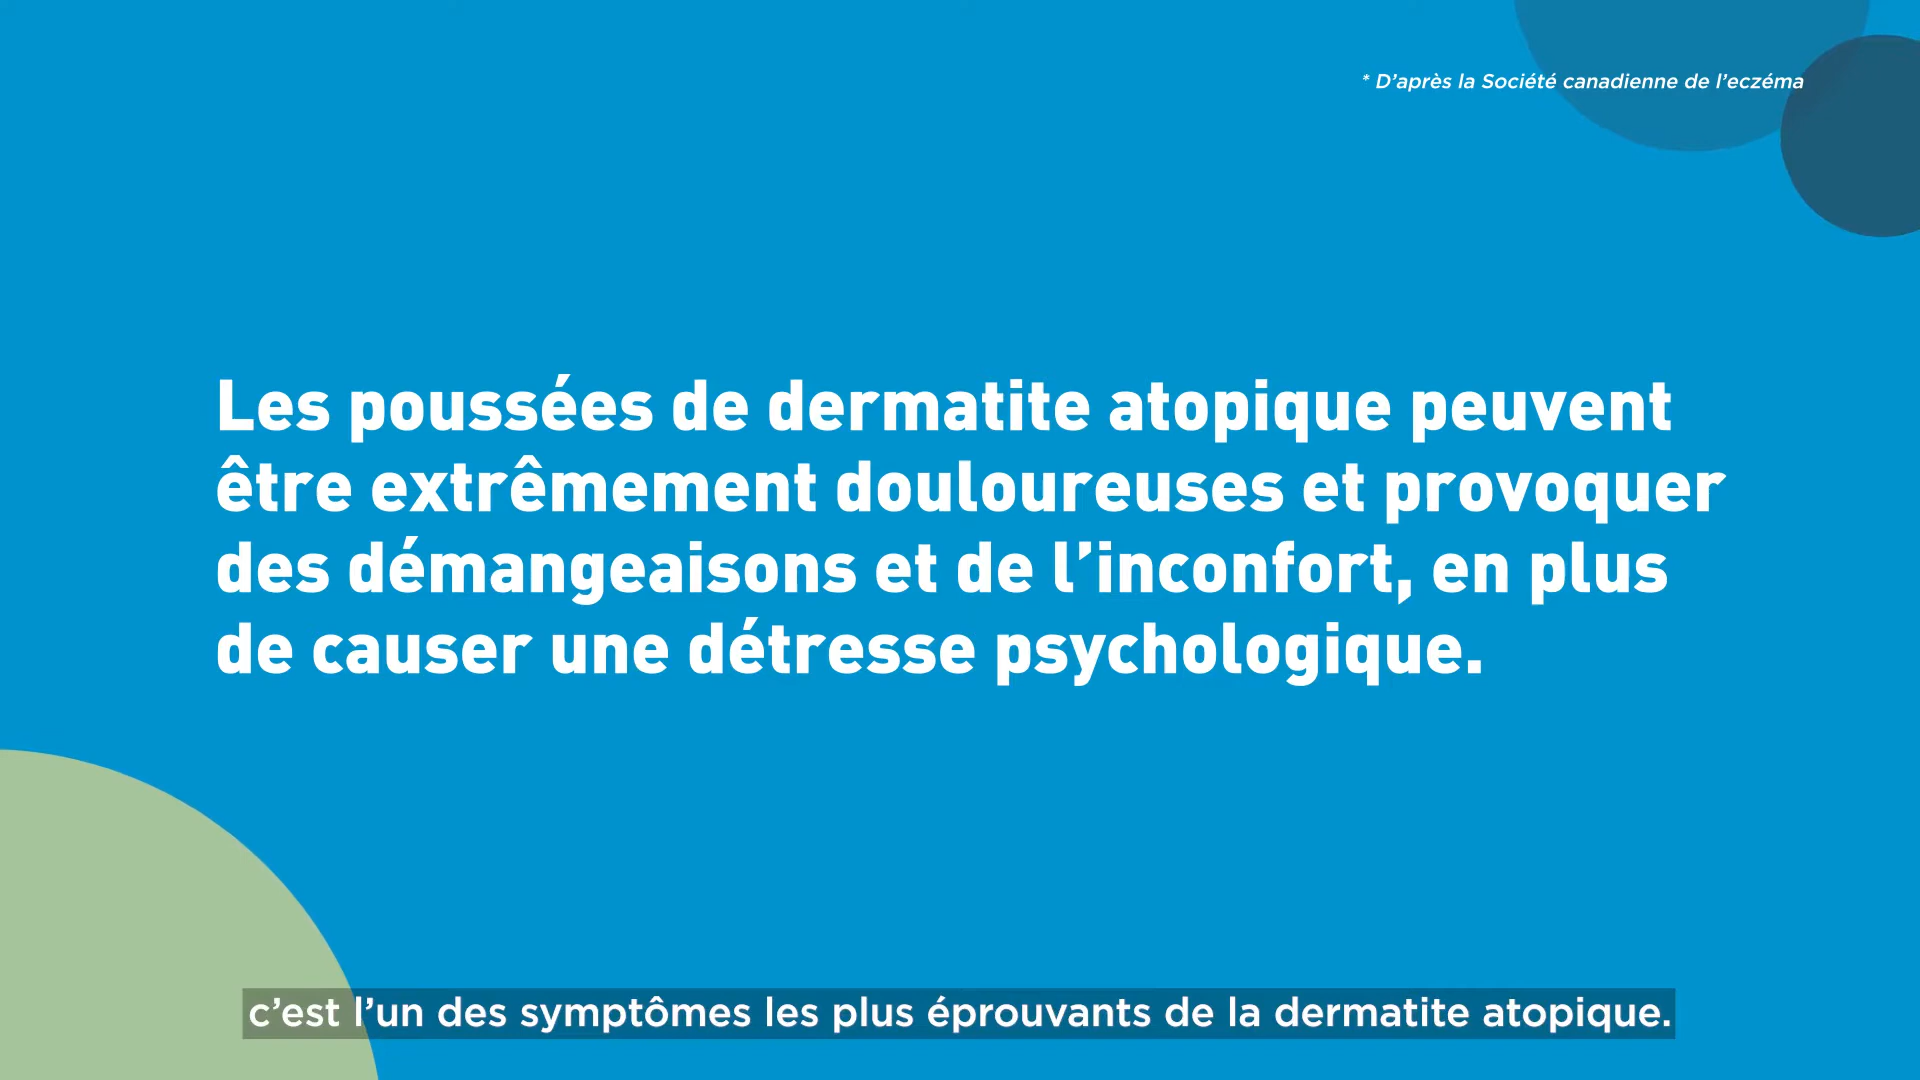 * D’après la Société canadienne de l’eczéma
Les poussées de dermatite atopique peuvent
être extrêmement douloureuses et provoquer
des démangeaisons et de l’inconfort, en plus
de causer une détresse psychologique.
c’est l’un des symptômes les plus éprouvants de la dermatite atopique.